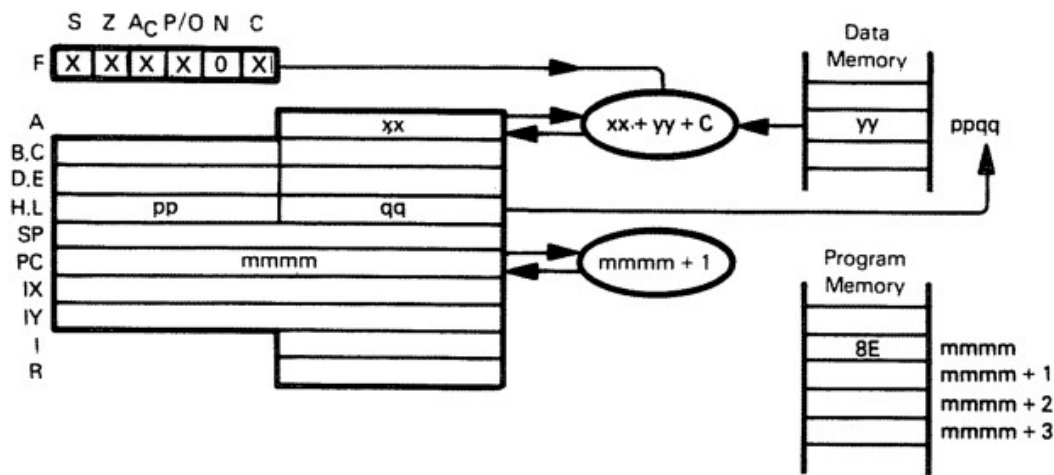 S Z AC P/O N C
F X X X X 0 X
Data
Memory
A xx
xx + yy + C
yy ppqq
B,C
D,E
H,L pp qq
SP
PC mmmm
mmmm + 1
IX
IY
I
R
Program
Memory
8E mmmm
mmmm + 1
mmmm + 2
mmmm + 3